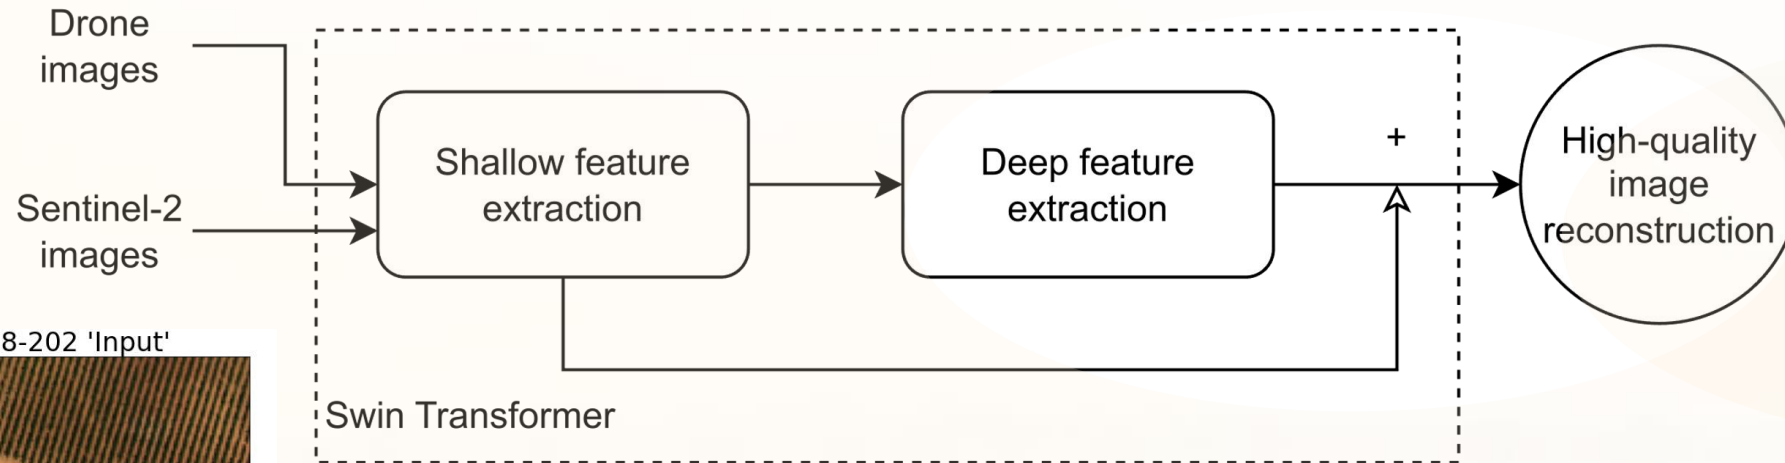 Drone
images
Sentinel-2
images
Shallow feature
extraction
Deep feature
extraction
+
High-quality
image
reconstruction
Swin Transformer
8-202 'Input'